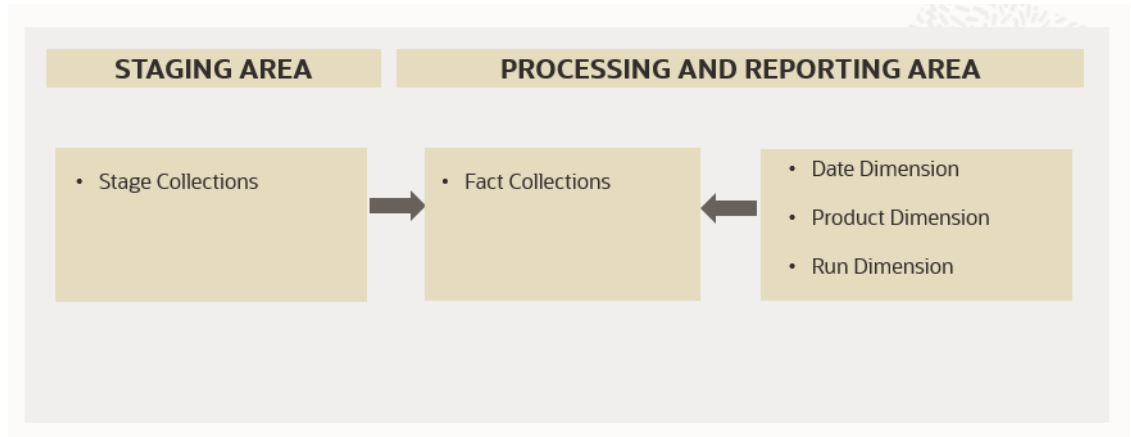 STAGING AREA
PROCESSING AND REPORTING AREA
• Stage Collections
• Fact Collections
• Date Dimension
• Product Dimension
• Run Dimension